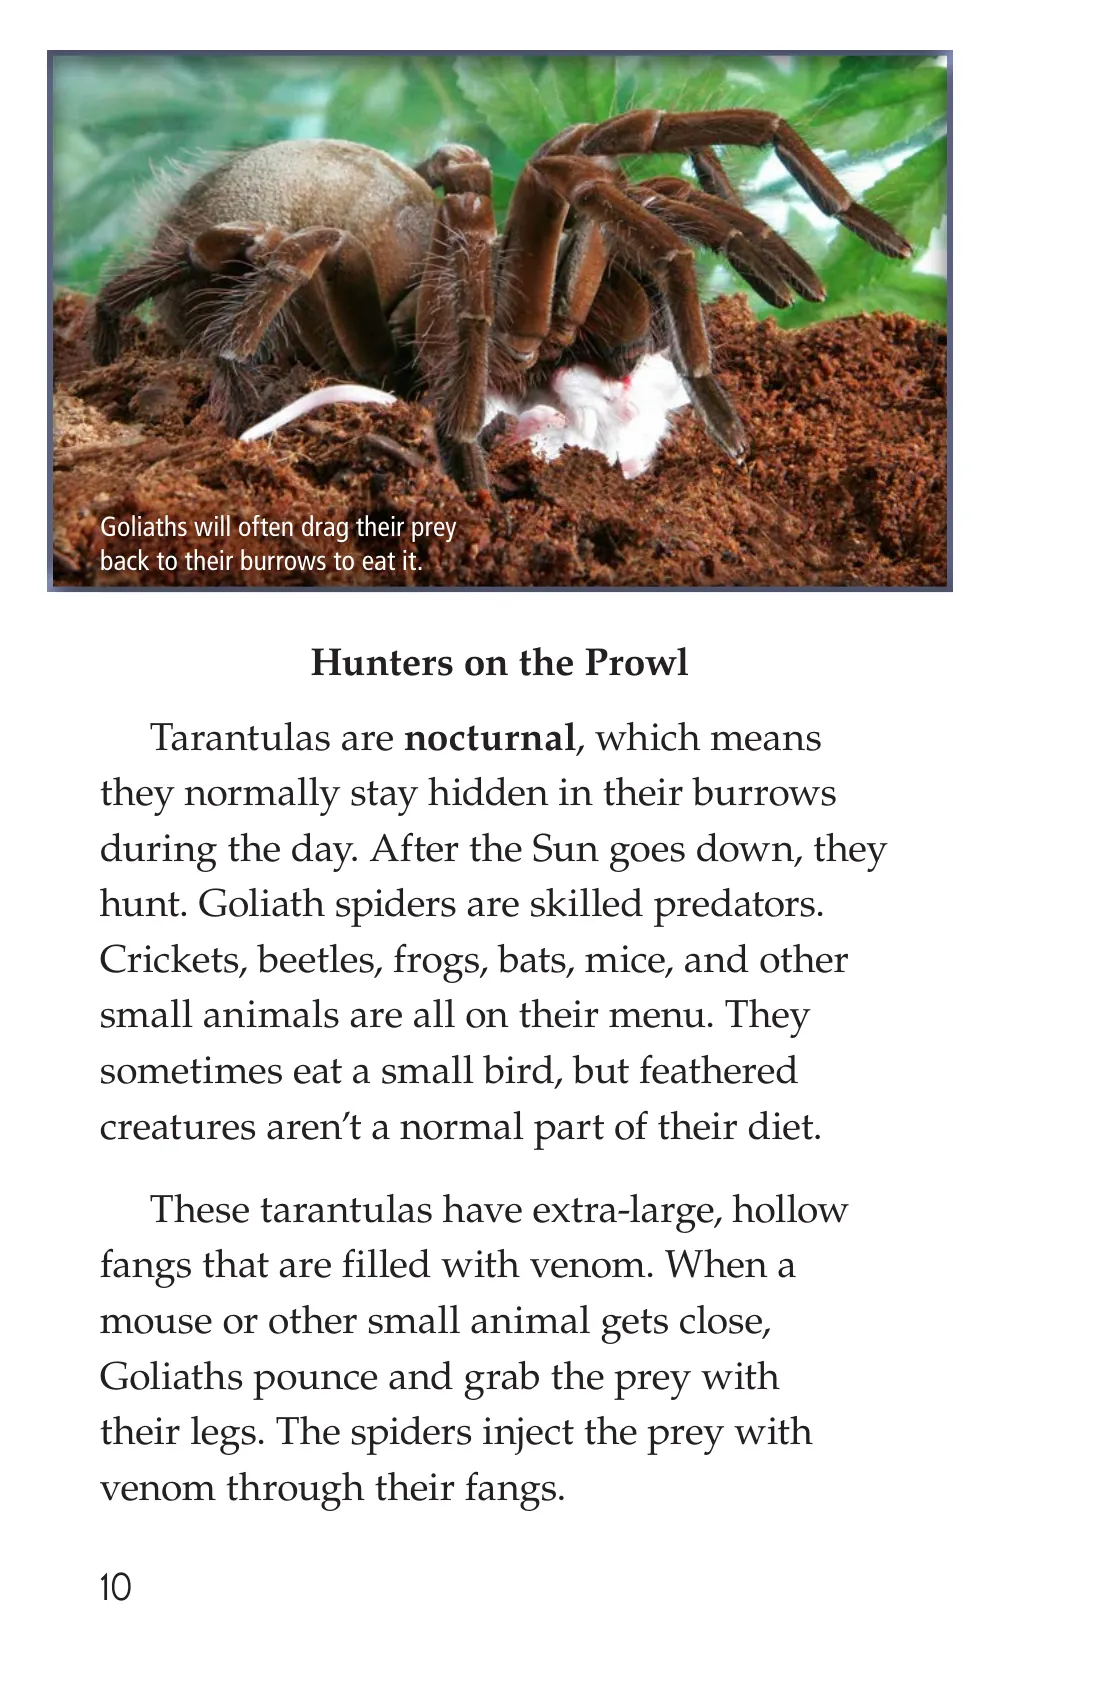 Goliaths will often drag their prey
back to their burrows to eat it.
Hunters on the Prowl
Tarantulas are nocturnal, which means
they normally stay hidden in their burrows
during the day. After the Sun goes down, they
hunt. Goliath spiders are skilled predators.
Crickets, beetles, frogs, bats, mice, and other
small animals are all on their menu. They
sometimes eat a small bird, but feathered
creatures aren’t a normal part of their diet.
These tarantulas have extra-large, hollow
fangs that are filled with venom. When a
mouse or other small animal gets close,
Goliaths pounce and grab the prey with
their legs. The spiders inject the prey with
venom through their fangs.
10